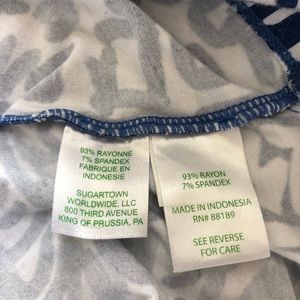 93% RAYONNE
7% SPANDEX
FABRIQUE EN
INDONESIE
SUGARTOWN
WORLDWIDE, LLC
800 THIRD AVENUE
KING OF PRUSSIA, PA
93% RAYON
7% SPANDEX
MADE IN INDONESIA
RN# 88189
SEE REVERSE
FOR CARE